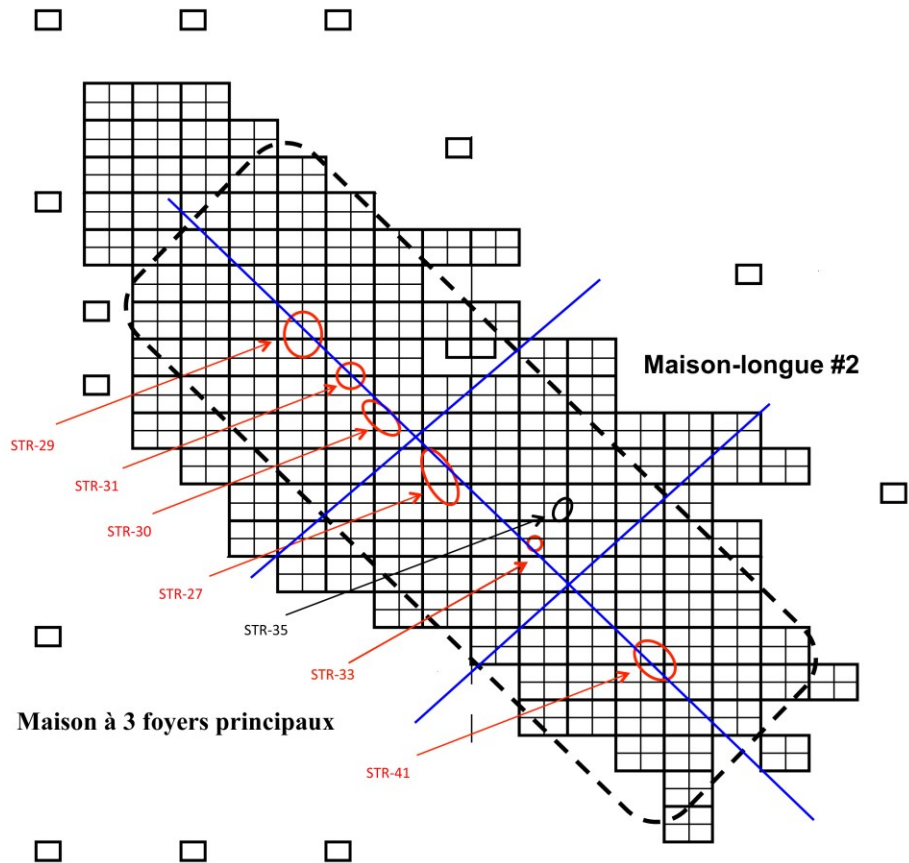 Maison-longue #2
STR-29
STR-31
STR-30
STR-27
STR-35
STR-33
Maison à 3 foyers principaux
STR-41